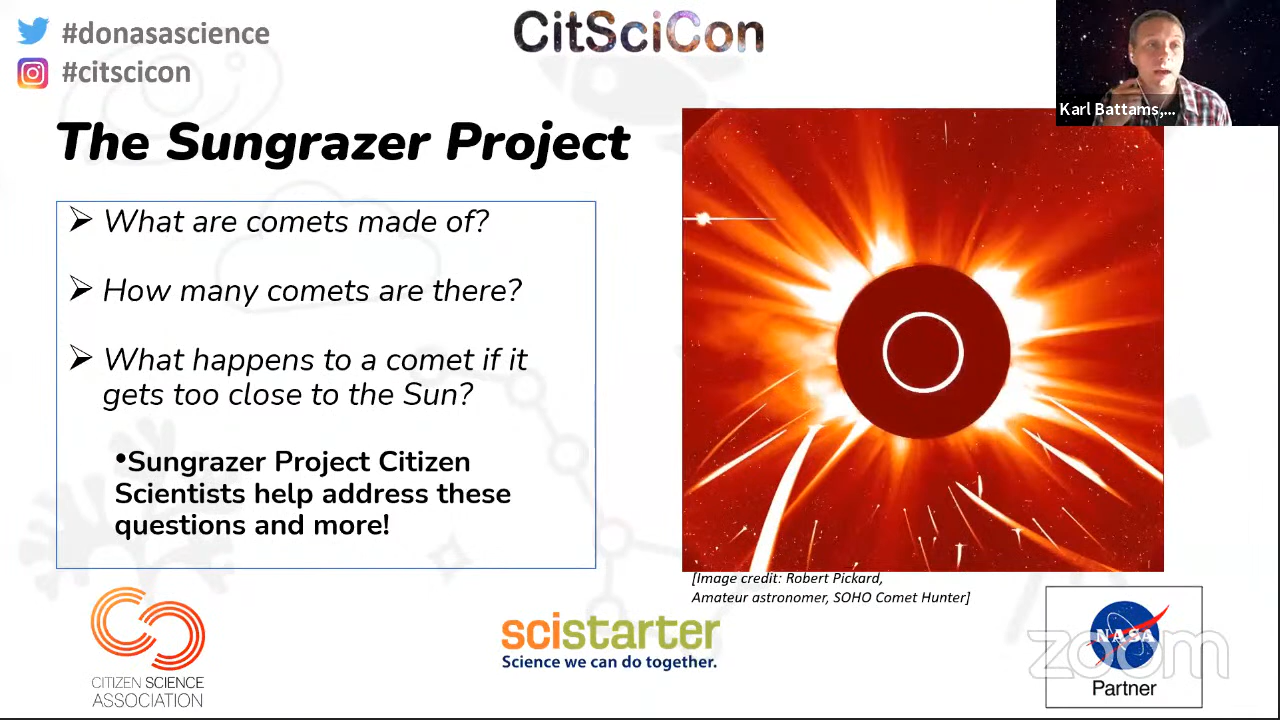 #donasascience
#citscicon
CitSciCon
Karl Battams,...
The Sungrazer Project
➢ What are comets made of?
➢ How many comets are there?
➢ What happens to a comet if it
gets too close to the Sun?
•Sungrazer Project Citizen
Scientists help address these
questions and more!
[Image credit: Robert Pickard,
Amateur astronomer, SOHO Comet Hunter]
CITIZEN SCIENCE
ASSOCIATION
scistarter
Science we can do together.
NASA
zoom
Partner